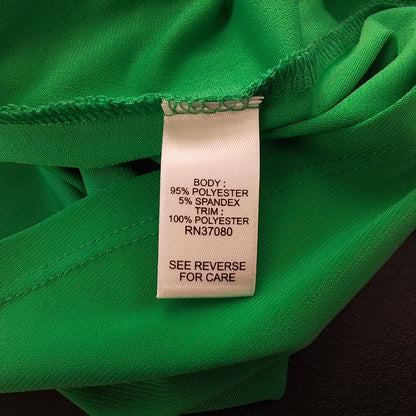 BODY :
95% POLYESTER
5% SPANDEX
TRIM :
100% POLYESTER
RN37080
SEE REVERSE
FOR CARE